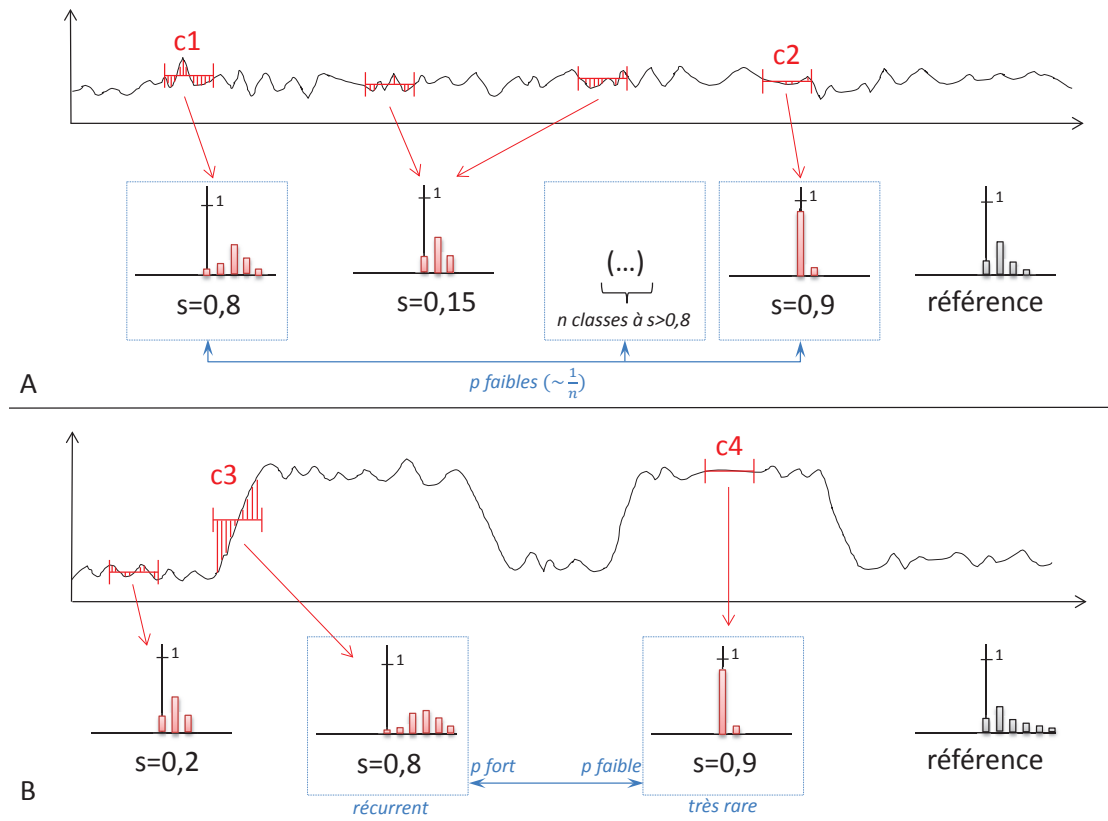 c1
c2
1
1
1
1
(...)
n classes à s>0,8
s=0,8
s=0,15
s=0,9
référence
p faibles (~ 1/n)
A
c3
c4
1
1
1
1
s=0,2
s=0,8
s=0,9
référence
p fort
p faible
récurrent
très rare
B